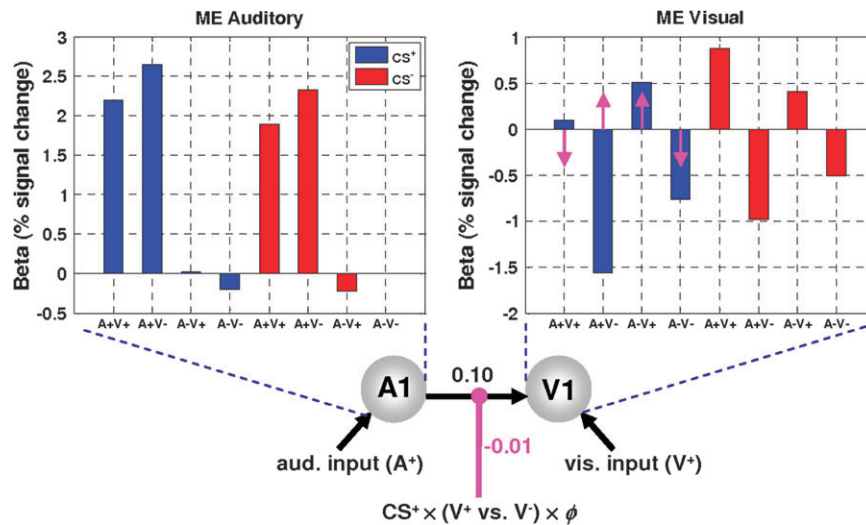 ME Auditory
3
2.5
2
1.5
1
0.5
0
-0.5
Beta (% signal change)
CS+
CS-
A+V+ A+V- A-V+ A-V- A+V+ A+V- A-V+ A-V-
ME Visual
1
0.5
0
-0.5
-1
-1.5
-2
Beta (% signal change)
A+V+ A+V- A-V+ A-V- A+V+ A+V- A-V+ A-V-
A1
0.10
V1
-0.01
aud. input (A⁺)
vis. input (V⁺)
CS⁺ × (V⁺ vs. V⁻) × ϕ